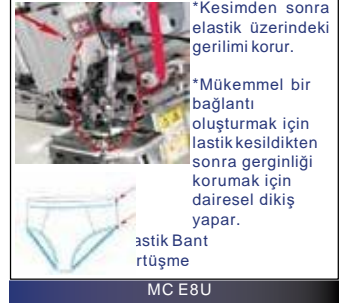 *Kesimden sonra
elastik üzerindeki
gerilimi korur.
*Mükemmel bir
bağlantı
oluşturmak için
lastik kesildikten
sonra gerginliği
korumak için
dairesel dikiş
yapar.
astik Bant
rtüşme
MC E8U